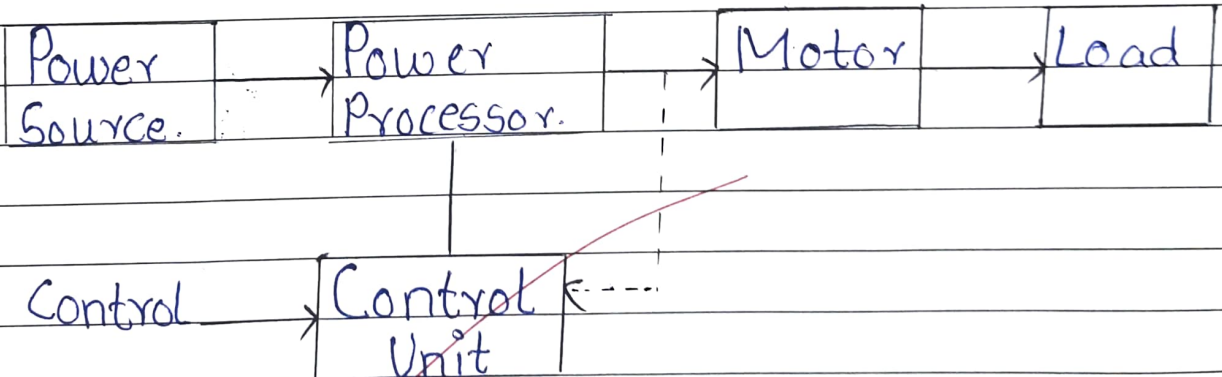 Power
Source.
Power
Processor.
Motor
Load
Control
Control
Unit